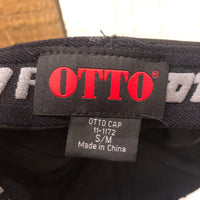 OTTO
OTTO CAP
11-1172
S/M
Made in China